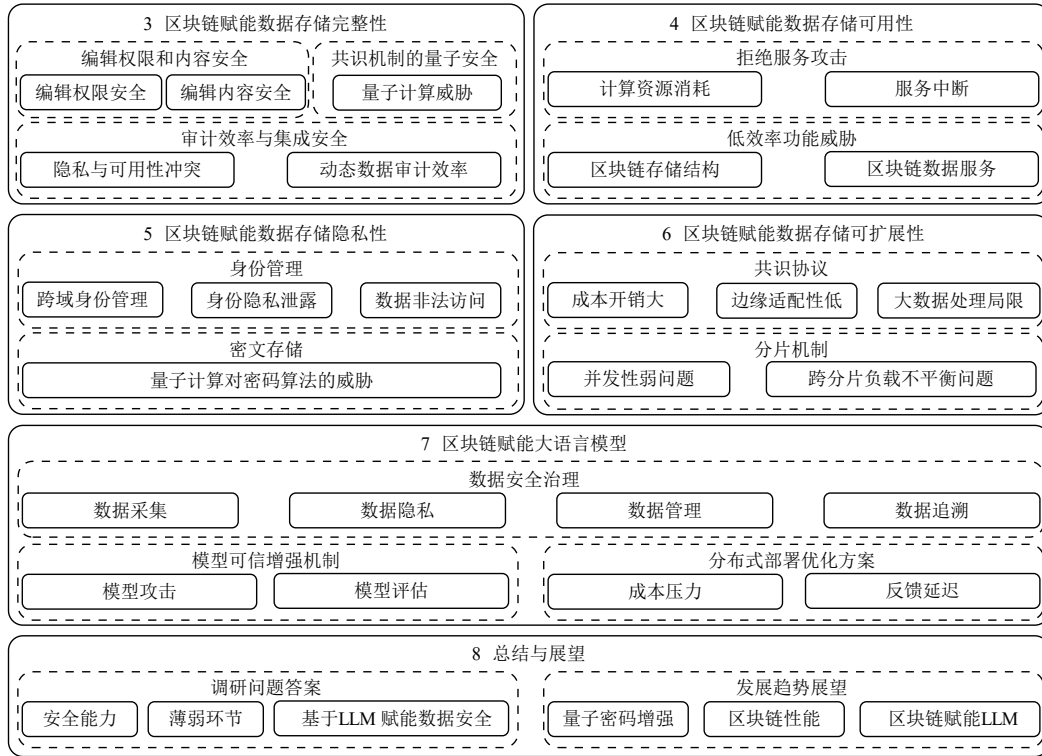 3 区块链赋能数据存储完整性
编辑权限和内容安全
编辑权限安全
编辑内容安全
共识机制的量子安全
量子计算威胁
审计效率与集成安全
隐私与可用性冲突
动态数据审计效率
4 区块链赋能数据存储可用性
拒绝服务攻击
计算资源消耗
服务中断
低效率功能威胁
区块链存储结构
区块链数据服务
5 区块链赋能数据存储隐私性
身份管理
跨域身份管理
身份隐私泄露
数据非法访问
密文存储
量子计算对密码算法的威胁
6 区块链赋能数据存储可扩展性
共识协议
成本开销大
边缘适配性低
大数据处理局限
分片机制
并发性弱问题
跨分片负载不平衡问题
7 区块链赋能大语言模型
数据安全治理
数据采集
数据隐私
数据管理
数据追溯
模型可信增强机制
模型攻击
模型评估
分布式部署优化方案
成本压力
反馈延迟
8 总结与展望
调研问题答案
安全能力
薄弱环节
基于LLM 赋能数据安全
发展趋势展望
量子密码增强
区块链性能
区块链赋能LLM